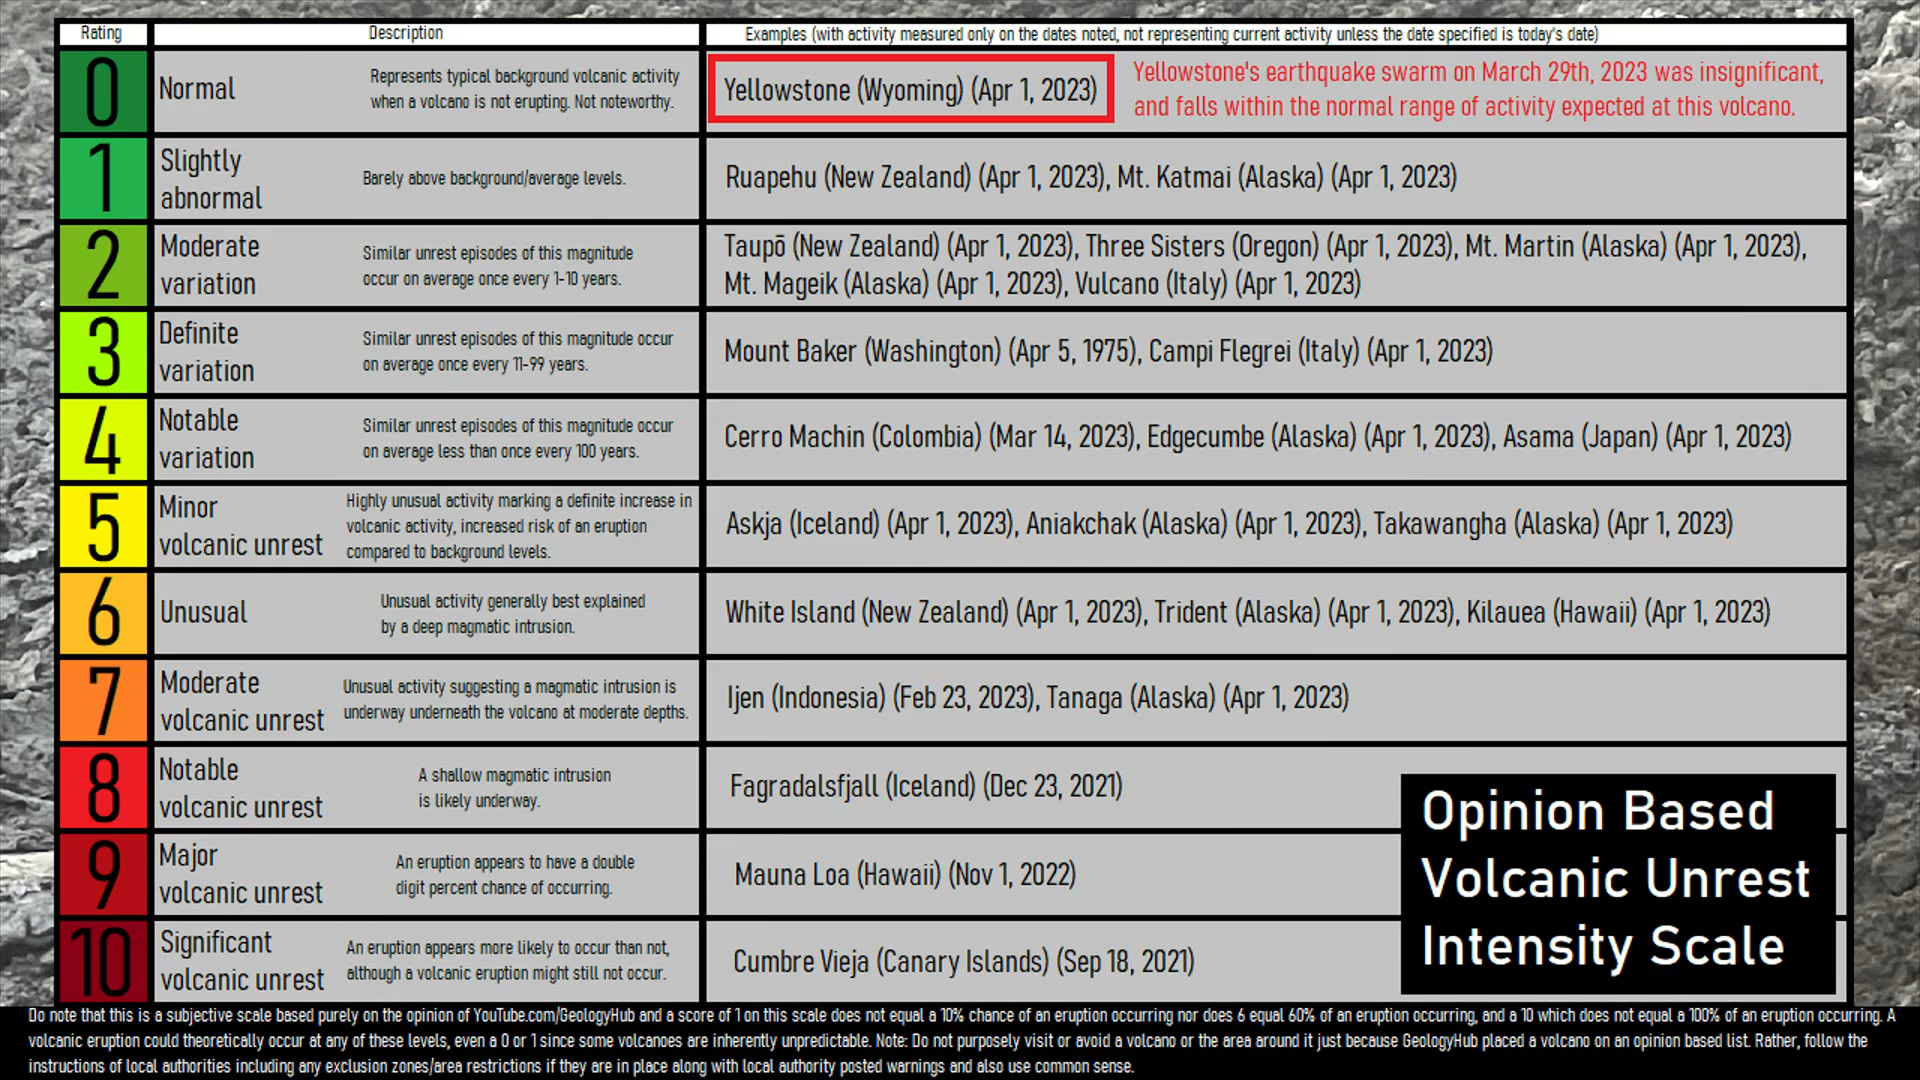 Rating Description Examples (with activity measured only on the dates noted, not representing current activity unless the date specified is today's date)
0 Normal
Represents typical background volcanic activity
when a volcano is not erupting. Not noteworthy.
Yellowstone (Wyoming) (Apr 1, 2023)
Yellowstone's earthquake swarm on March 29th, 2023 was insignificant,
and falls within the normal range of activity expected at this volcano.
1 Slightly
abnormal
Barely above background/average levels.
Ruapehu (New Zealand) (Apr 1, 2023), Mt. Katmai (Alaska) (Apr 1, 2023)
2 Moderate
variation
Similar unrest episodes of this magnitude
occur on average once every 1-10 years.
Taupō (New Zealand) (Apr 1, 2023), Three Sisters (Oregon) (Apr 1, 2023), Mt. Martin (Alaska) (Apr 1, 2023),
Mt. Mageik (Alaska) (Apr 1, 2023), Vulcano (Italy) (Apr 1, 2023)
3 Definite
variation
Similar unrest episodes of this magnitude occur
on average once every 11-99 years.
Mount Baker (Washington) (Apr 5, 1975), Campi Flegrei (Italy) (Apr 1, 2023)
4 Notable
variation
Similar unrest episodes of this magnitude occur
on average less than once every 100 years.
Cerro Machin (Colombia) (Mar 14, 2023), Edgecumbe (Alaska) (Apr 1, 2023), Asama (Japan) (Apr 1, 2023)
5 Minor
volcanic unrest
Highly unusual activity marking a definite increase in
volcanic activity, increased risk of an eruption
compared to background levels.
Askja (Iceland) (Apr 1, 2023), Aniakchak (Alaska) (Apr 1, 2023), Takawangha (Alaska) (Apr 1, 2023)
6 Unusual
Unusual activity generally best explained
by a deep magmatic intrusion.
White Island (New Zealand) (Apr 1, 2023), Trident (Alaska) (Apr 1, 2023), Kilauea (Hawaii) (Apr 1, 2023)
7 Moderate
volcanic unrest
Unusual activity suggesting a magmatic intrusion is
underway underneath the volcano at moderate depths.
Ijen (Indonesia) (Feb 23, 2023), Tanaga (Alaska) (Apr 1, 2023)
8 Notable
volcanic unrest
A shallow magmatic intrusion
is likely underway.
Fagradalsfjall (Iceland) (Dec 23, 2021)
9 Major
volcanic unrest
An eruption appears to have a double
digit percent chance of occurring.
Mauna Loa (Hawaii) (Nov 1, 2022)
10 Significant
volcanic unrest
An eruption appears more likely to occur than not,
although a volcanic eruption might still not occur.
Cumbre Vieja (Canary Islands) (Sep 18, 2021)
Opinion Based
Volcanic Unrest
Intensity Scale
Do note that this is a subjective scale based purely on the opinion of YouTube.com/GeologyHub and a score of 1 on this scale does not equal a 10% chance of an eruption occurring nor does 6 equal 60% of an eruption occurring, and a 10 which does not equal a 100% of an eruption occurring. A
volcanic eruption could theoretically occur at any of these levels, even a 0 or 1 since some volcanoes are inherently unpredictable. Note: Do not purposely visit or avoid a volcano or the area around it just because GeologyHub placed a volcano on an opinion based list. Rather, follow the
instructions of local authorities including any exclusion zones/area restrictions if they are in place along with local authority posted warnings and also use common sense.